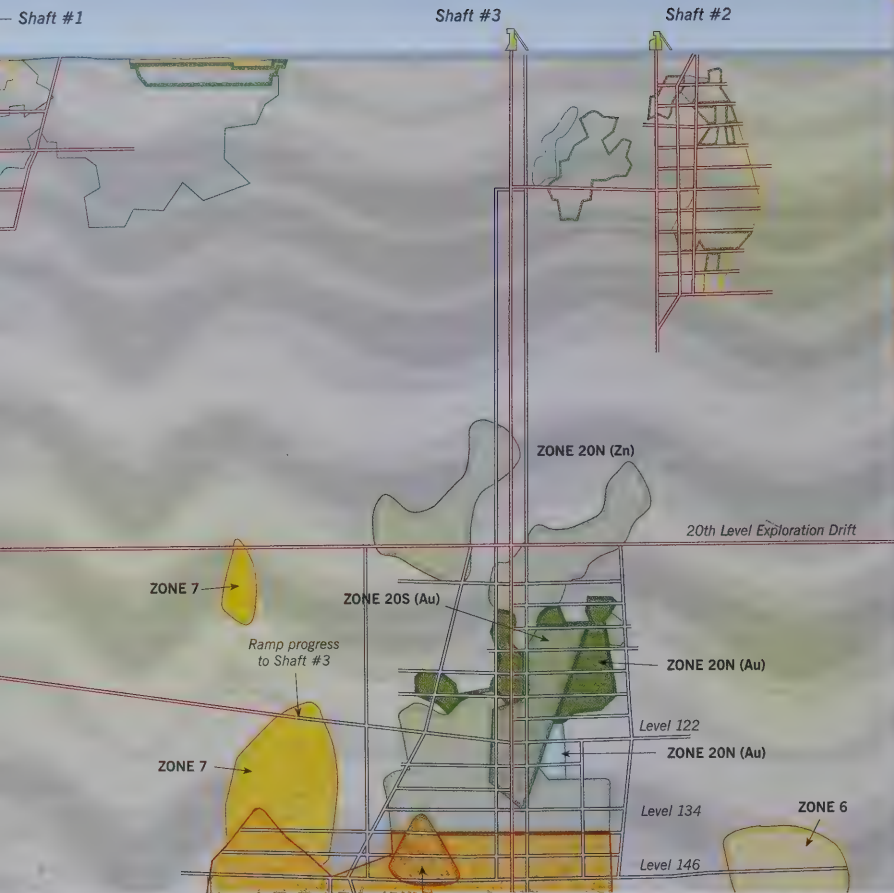 Shaft #1
Shaft #3
Shaft #2
ZONE 20N (Zn)
20th Level Exploration Drift
ZONE 7
ZONE 20S (Au)
Ramp progress
to Shaft #3
ZONE 20N (Au)
Level 122
ZONE 20N (Au)
ZONE 7
ZONE 6
Level 134
Level 146